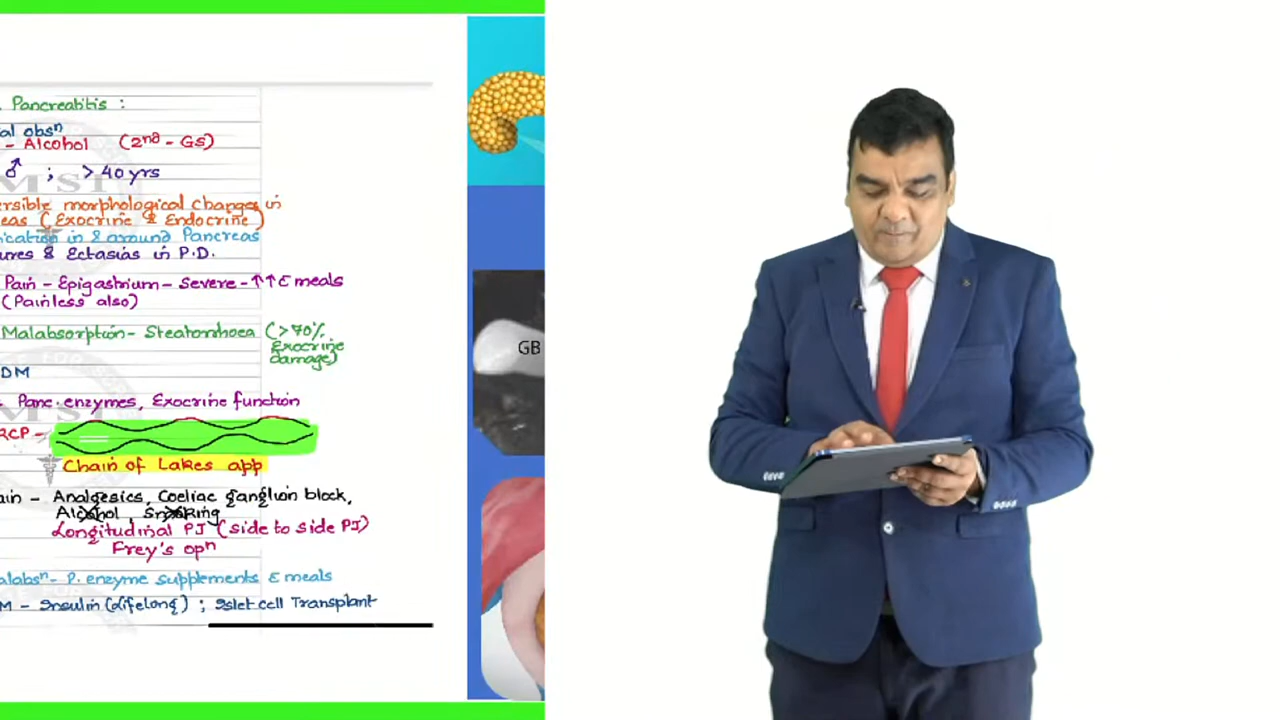 Pancreatitis :
al obsⁿ
- Alcohol (2nd - GS)
♂ ; > 40 yrs
ersible morphological changes in
eas (Exocrine & Endocrine)
ication in & around Pancreas
ures & Ectasias in P.D.
Pain - Epigastrium - Severe - ↑↑ c̄ meals
(Painless also)
Malabsorption - Steatorrhoea (>70%
Exocrine
damage)
DM
Panc. enzymes, Exocrine function
RCP -
Chain of Lakes app
ain - Analgesics, Coeliac ganglion block,
Alcohol, Smoking
Longitudinal PJ (side to side PJ)
Frey's opⁿ
alabsⁿ - P. enzyme supplements c̄ meals
M - Insulin (lifelong) ; Islet cell Transplant
GB